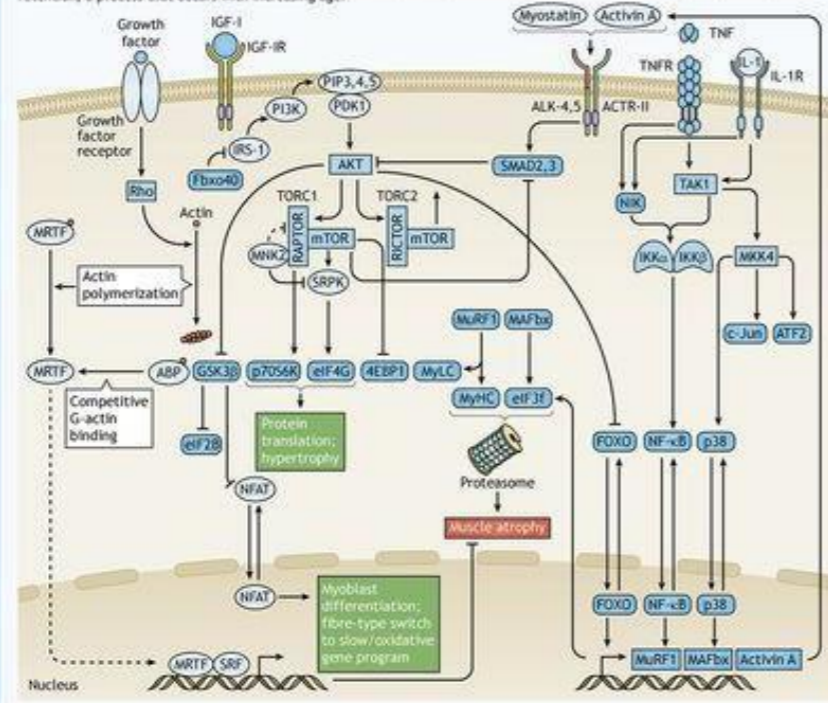 Growth
factor
IGF-I
IGF-IR
Myostatin
Activin A
TNF
TNFR
IL-1
IL-1R
PIP3,4,5
PDK1
PI3K
IRS-1
Fbxo40
ALK-4,5
ACTR-II
Growth
factor
receptor
AKT
SMAD2,3
TAK1
NIK
Rho
Actin
TORC1
TORC2
RAPTOR
mTOR
RICTOR
mTOR
MNK2
SRPK
IKKα
IKKβ
MKK4
MRTF
P
Actin
polymerization
MuRF1
MAFbx
c-Jun
ATF2
MRTF
ABP
GSK3β
p70S6K
eIF4G
4EBP1
MyLC
MyHC
eIF3f
Competitive
G-actin
binding
eIF2B
Protein
translation;
hypertrophy
FOXO
NF-κB
p38
Proteasome
NFAT
Muscle atrophy
NFAT
Myoblast
differentiation;
fibre-type switch
to slow/oxidative
gene program
FOXO
NF-κB
p38
MRTF
SRF
MuRF1
MAFbx
Activin A
Nucleus